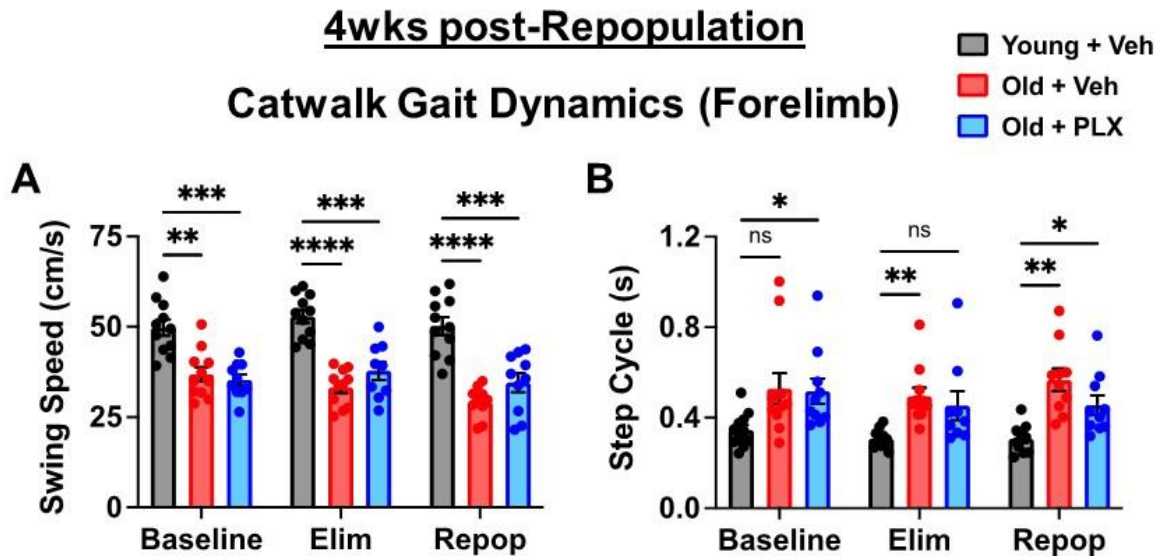 4wks post-Repopulation
Catwalk Gait Dynamics (Forelimb)
Young + Veh
Old + Veh
Old + PLX
A
Swing Speed (cm/s)
75
50
25
0
***
**
***
****
***
****
Baseline
Elim
Repop
B
Step Cycle (s)
1.2
0.8
0.4
0.0
*
ns
ns
**
*
**
Baseline
Elim
Repop